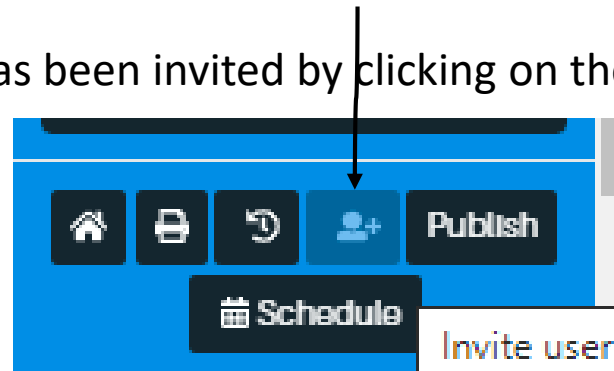 as been invited by clicking on the
Publish
Schedule
Invite user